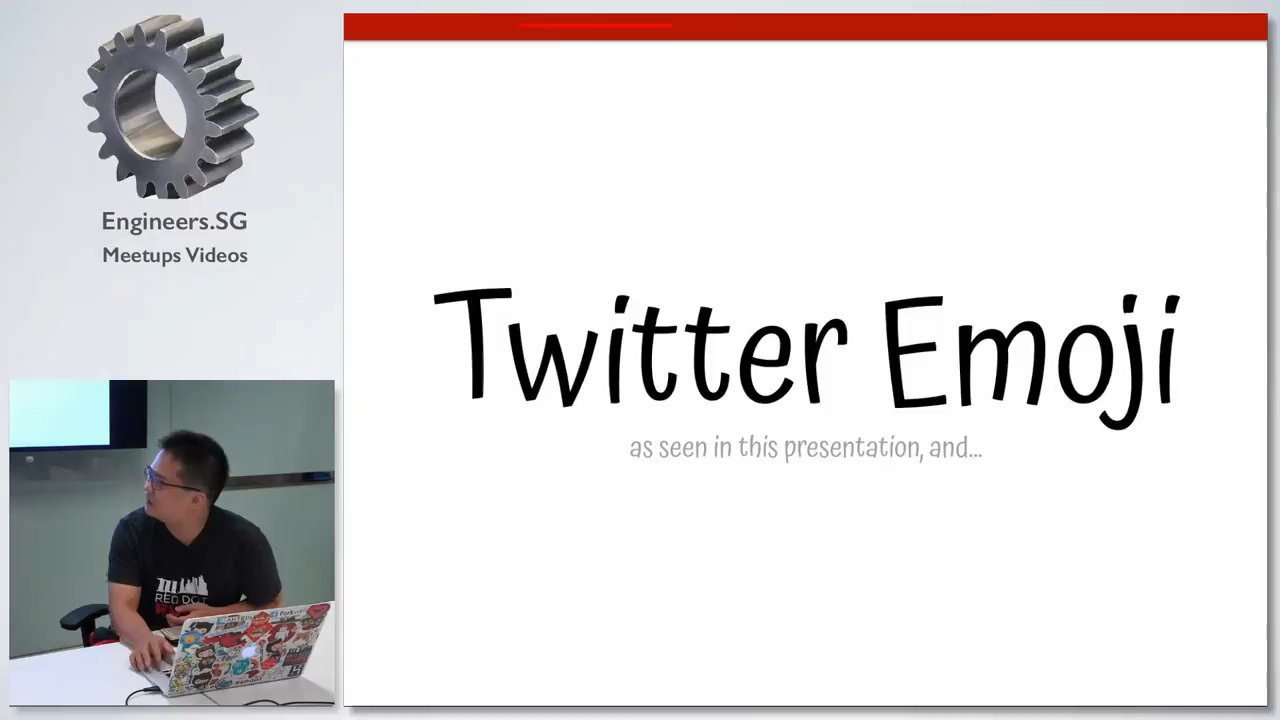 Engineers.SG
Meetups Videos
Twitter Emoji
as seen in this presentation, and...
RED DOT